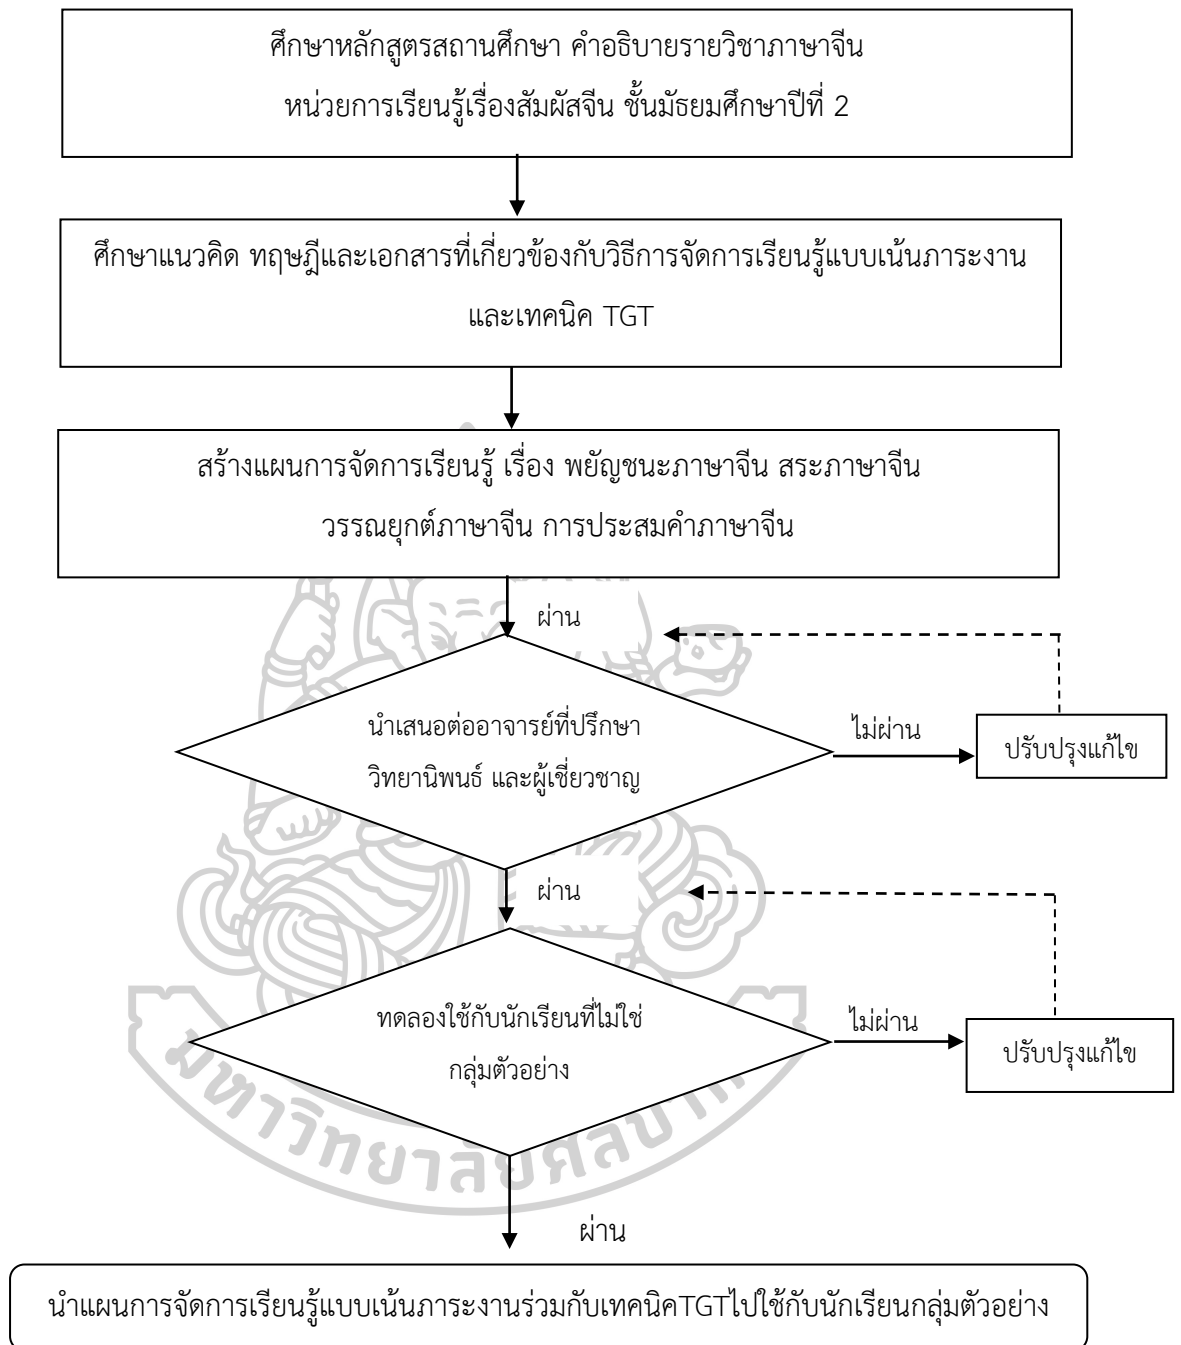 ศึกษาหลักสูตรสถานศึกษา คำอธิบายรายวิชาภาษาจีน
หน่วยการเรียนรู้เรื่องสัมผัสจีน ชั้นมัธยมศึกษาปีที่ 2
ศึกษาแนวคิด ทฤษฎีและเอกสารที่เกี่ยวข้องกับวิธีการจัดการเรียนรู้แบบเน้นภาระงาน
และเทคนิค TGT
สร้างแผนการจัดการเรียนรู้ เรื่อง พยัญชนะภาษาจีน สระภาษาจีน
วรรณยุกต์ภาษาจีน การประสมคำภาษาจีน
ผ่าน
นำเสนอต่ออาจารย์ที่ปรึกษา
วิทยานิพนธ์ และผู้เชี่ยวชาญ
ไม่ผ่าน
ปรับปรุงแก้ไข
ผ่าน
ทดลองใช้กับนักเรียนที่ไม่ใช่
กลุ่มตัวอย่าง
ไม่ผ่าน
ปรับปรุงแก้ไข
มหาวิทยาลัยศิลปาก
ผ่าน
นำแผนการจัดการเรียนรู้แบบเน้นภาระงานร่วมกับเทคนิคTGTไปใช้กับนักเรียนกลุ่มตัวอย่าง